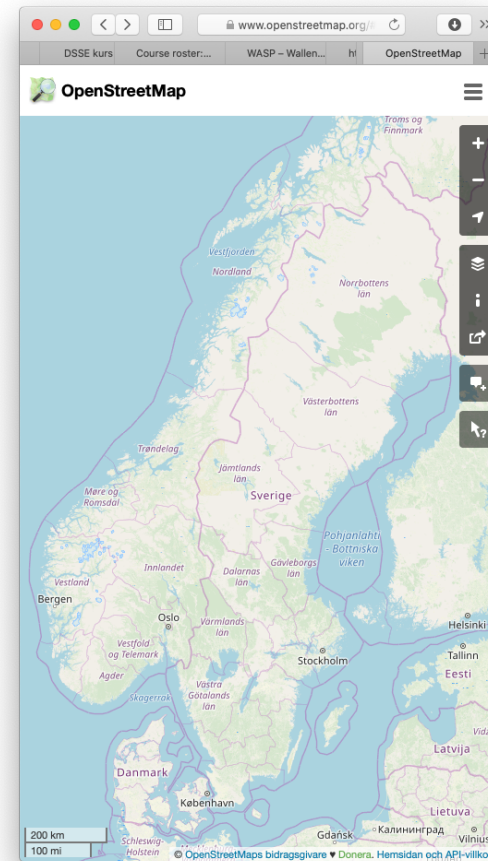 www.openstreetmap.org/#
DSSE kurs
Course roster:...
WASP – Wallen...
OpenStreetMap
OpenStreetMap
Troms og
Finnmark
Vestfjorden
Nordland
Norrbottens
län
Västerbottens
län
Trøndelag
Jämtlands
län
Sverige
Møre og
Romsdal
Pohjanlahti
- Bottniska
viken
Innlandet
Dalarnas
län
Gävleborgs
län
Vestland
Bergen
Oslo
Värmlands
län
Helsinki
Vestfold
og Telemark
Stockholm
Tallinn
Eesti
Agder
Västra
Götalands
län
Skagerrak
Latvija
Danmark
København
Lietuva
200 km
100 mi
Schleswig-
Holstein
Gdańsk
Калининград
Vilnius
© OpenStreetMaps bidragsgivare ♥ Donera. Hemsidan och API-villko